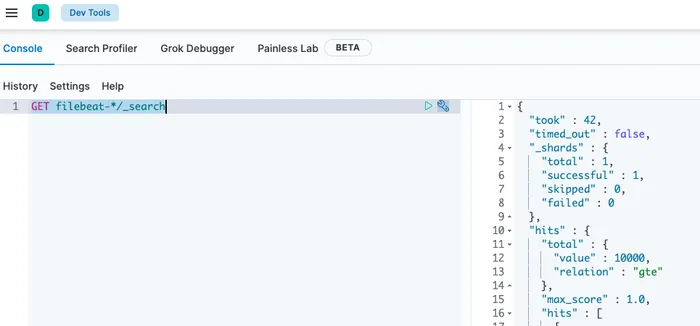 D Dev Tools
Console Search Profiler Grok Debugger Painless Lab BETA
History Settings Help
1 GET filebeat-*/_search
1 {
2 "took" : 42,
3 "timed_out" : false,
4 "_shards" : {
5 "total" : 1,
6 "successful" : 1,
7 "skipped" : 0,
8 "failed" : 0
9 },
10 "hits" : {
11 "total" : {
12 "value" : 10000,
13 "relation" : "gte"
14 },
15 "max_score" : 1.0,
16 "hits" : [
17 {